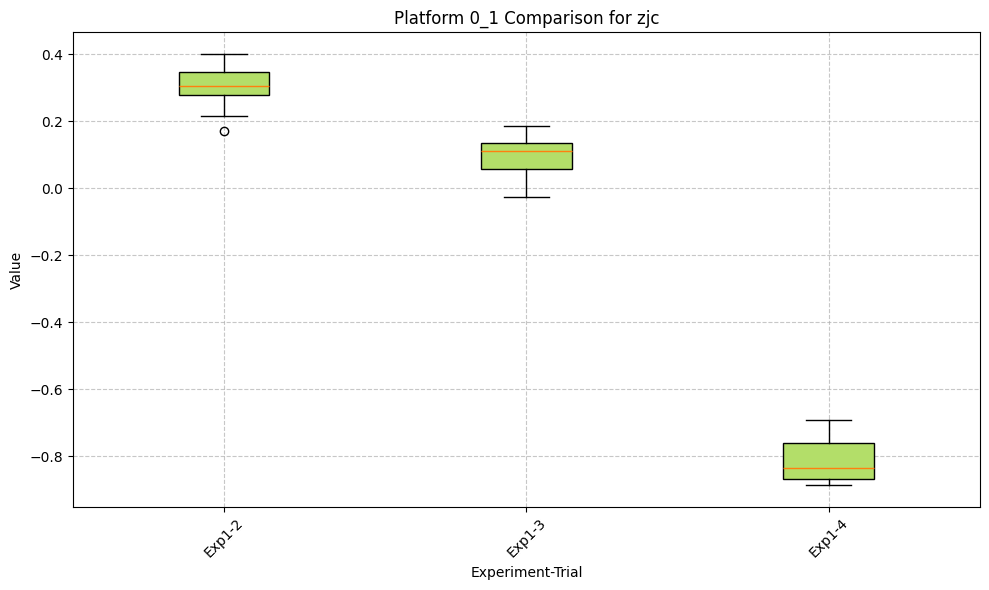 Platform 0_1 Comparison for zjc
Value
0.4
0.2
0.0
−0.2
−0.4
−0.6
−0.8
Exp1-2
Exp1-3
Exp1-4
Experiment-Trial